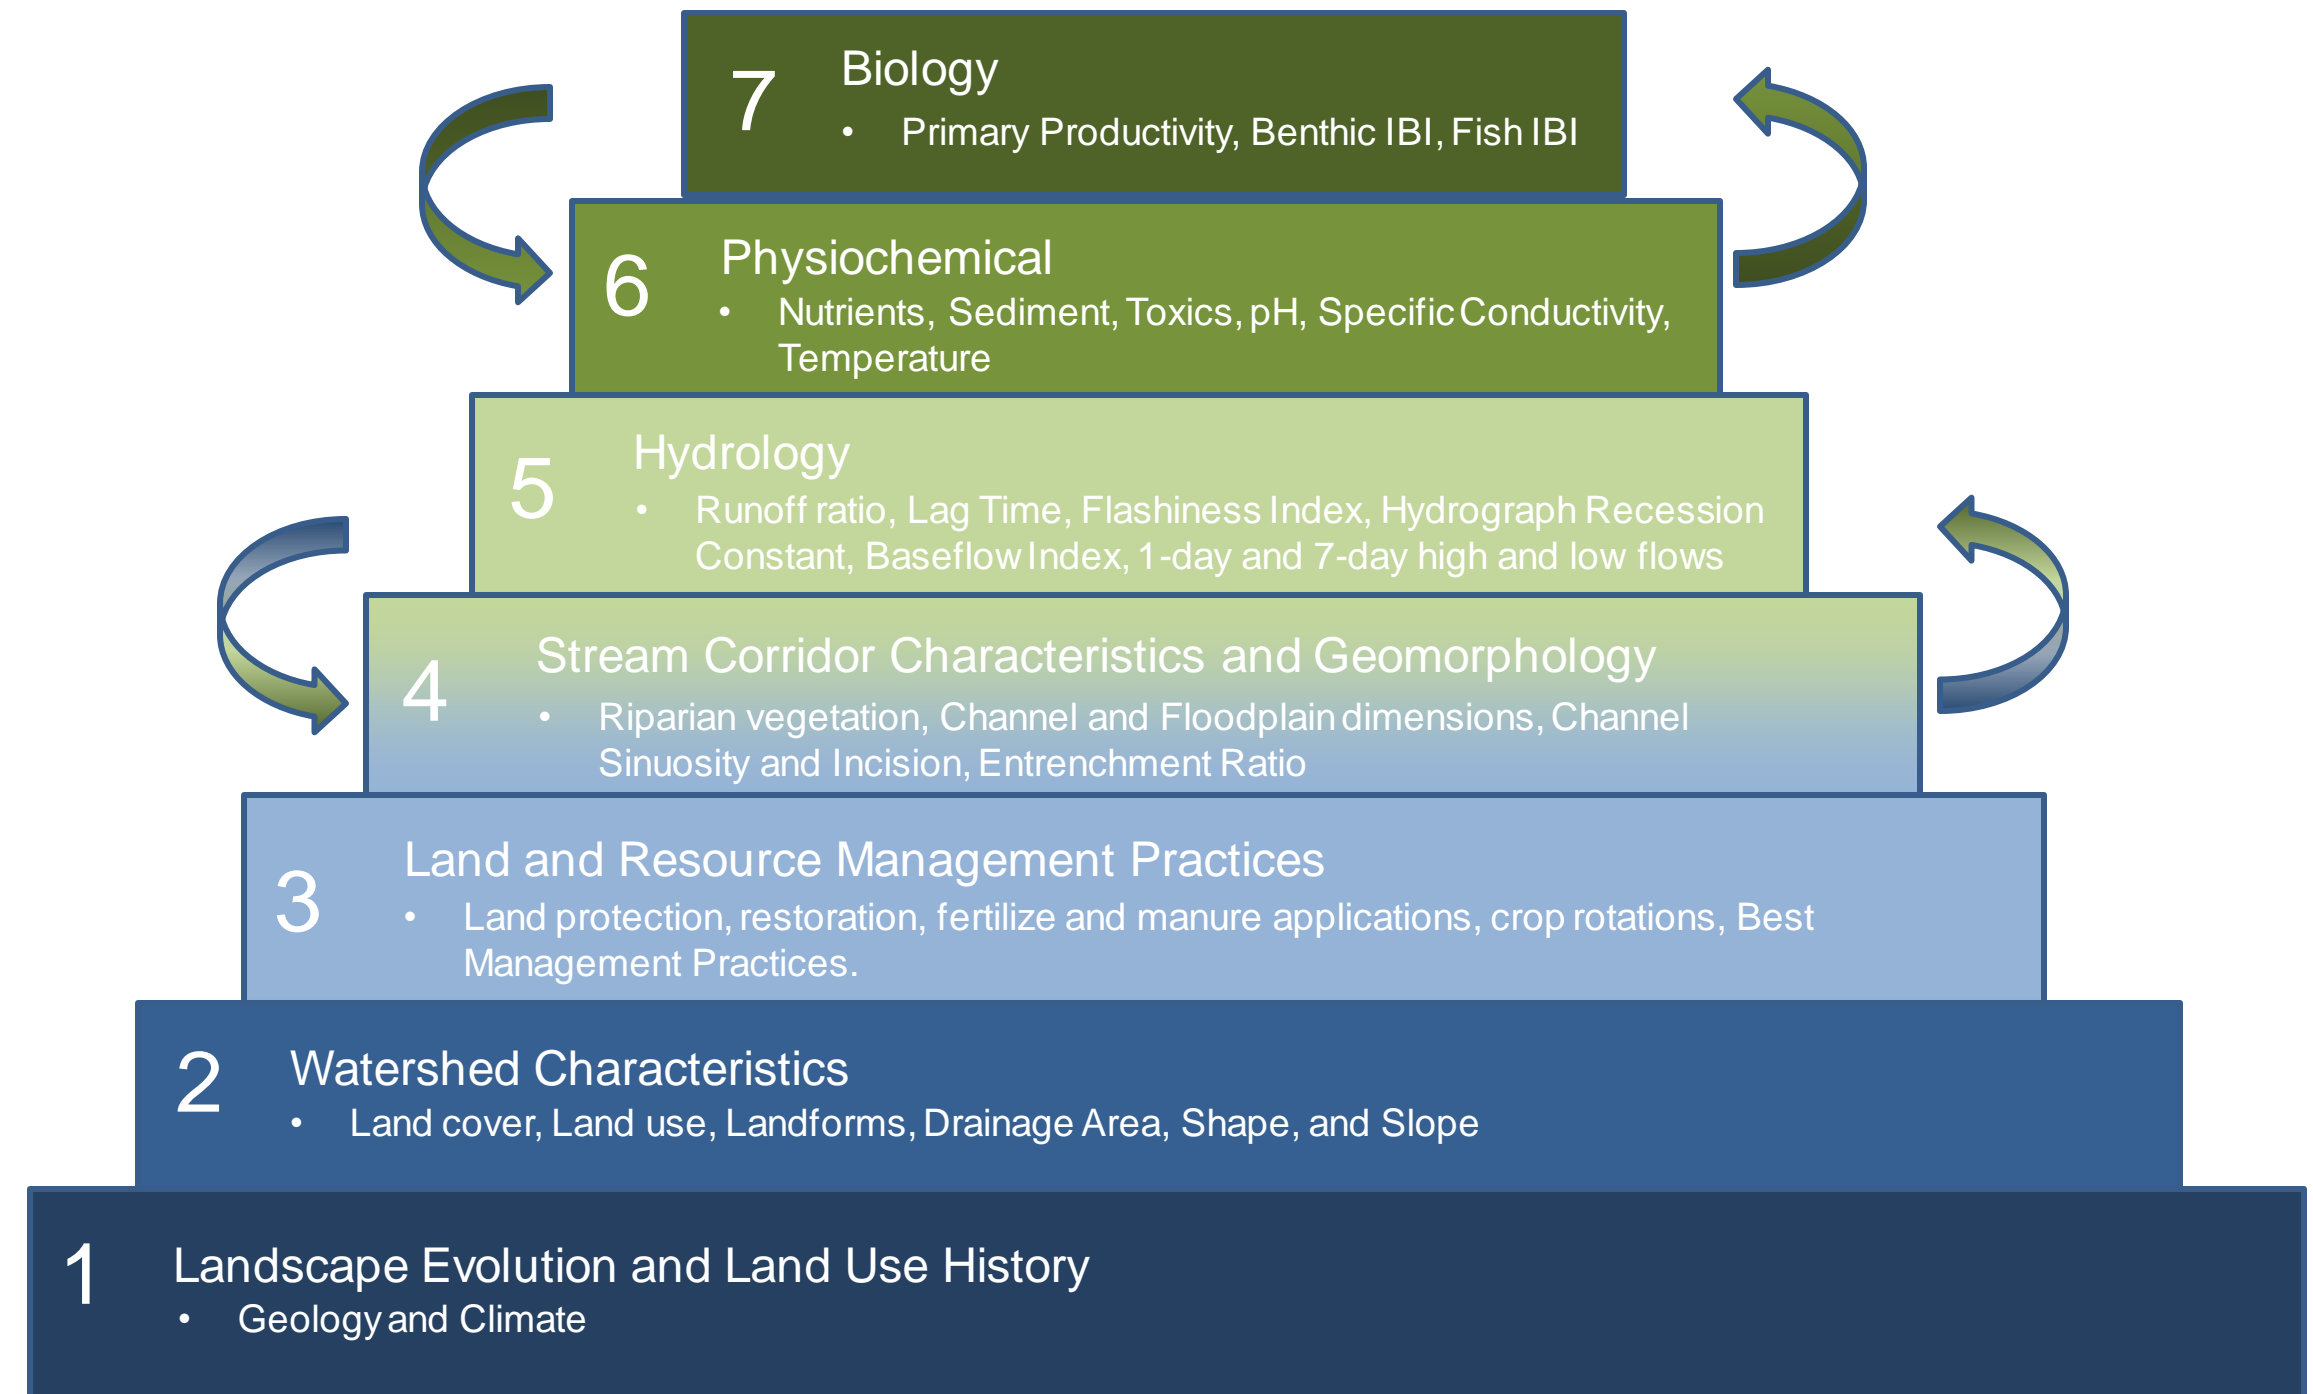 7
Biology
• Primary Productivity, Benthic IBI, Fish IBI
6
Physiochemical
• Nutrients, Sediment, Toxics, pH, Specific Conductivity,
Temperature
5
Hydrology
• Runoff ratio, Lag Time, Flashiness Index, Hydrograph Recession
Constant, Baseflow Index, 1-day and 7-day high and low flows
4
Stream Corridor Characteristics and Geomorphology
• Riparian vegetation, Channel and Floodplain dimensions, Channel
Sinuosity and Incision, Entrenchment Ratio
3
Land and Resource Management Practices
• Land protection, restoration, fertilize and manure applications, crop rotations, Best
Management Practices.
2
Watershed Characteristics
• Land cover, Land use, Landforms, Drainage Area, Shape, and Slope
1
Landscape Evolution and Land Use History
• Geology and Climate